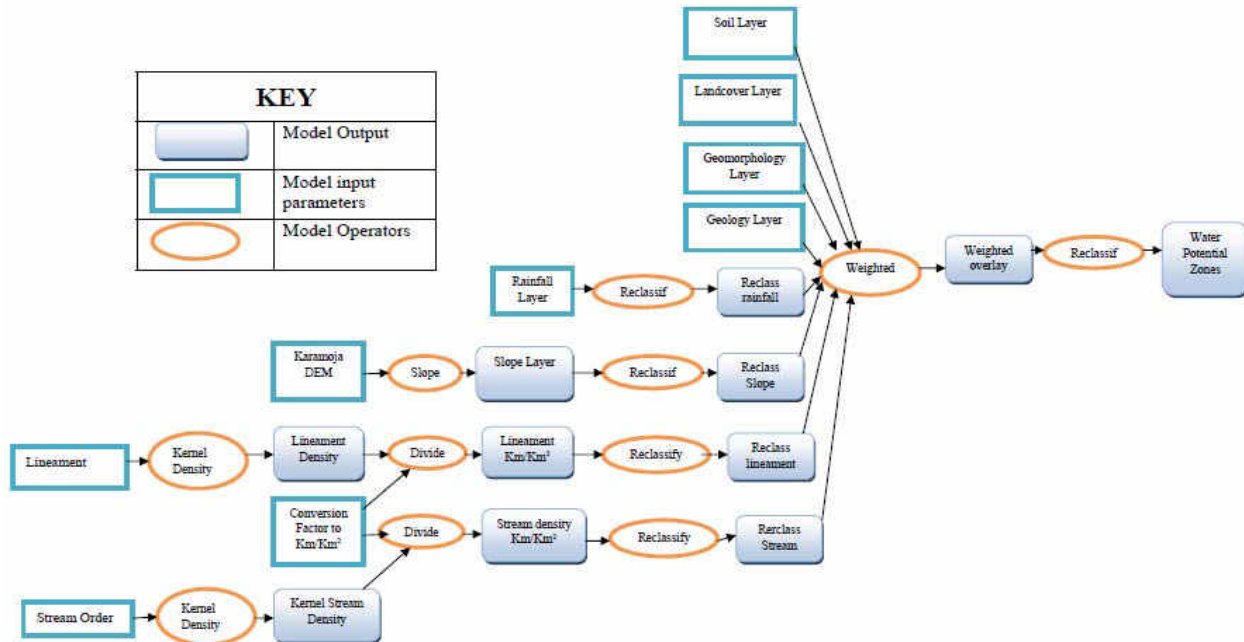 Soil Layer
Landcover Layer
Geomorphology
Layer
Geology Layer
KEY
Model Output
Model input
parameters
Model Operators
Rainfall
Layer
Reclassif
Reclass
rainfall
Weighted
Weighted
overlay
Reclassif
Water
Potential
Zones
Karamoja
DEM
Slope
Slope Layer
Reclassif
Reclass
Slope
Lineament
Kernel
Density
Lineament
Density
Divide
Lineament
Km/Km²
Reclassify
Reclass
lineament
Conversion
Factor to
Km/Km²
Divide
Stream density
Km/Km²
Reclassify
Rerclass
Stream
Stream Order
Kernel
Density
Kernel Stream
Density